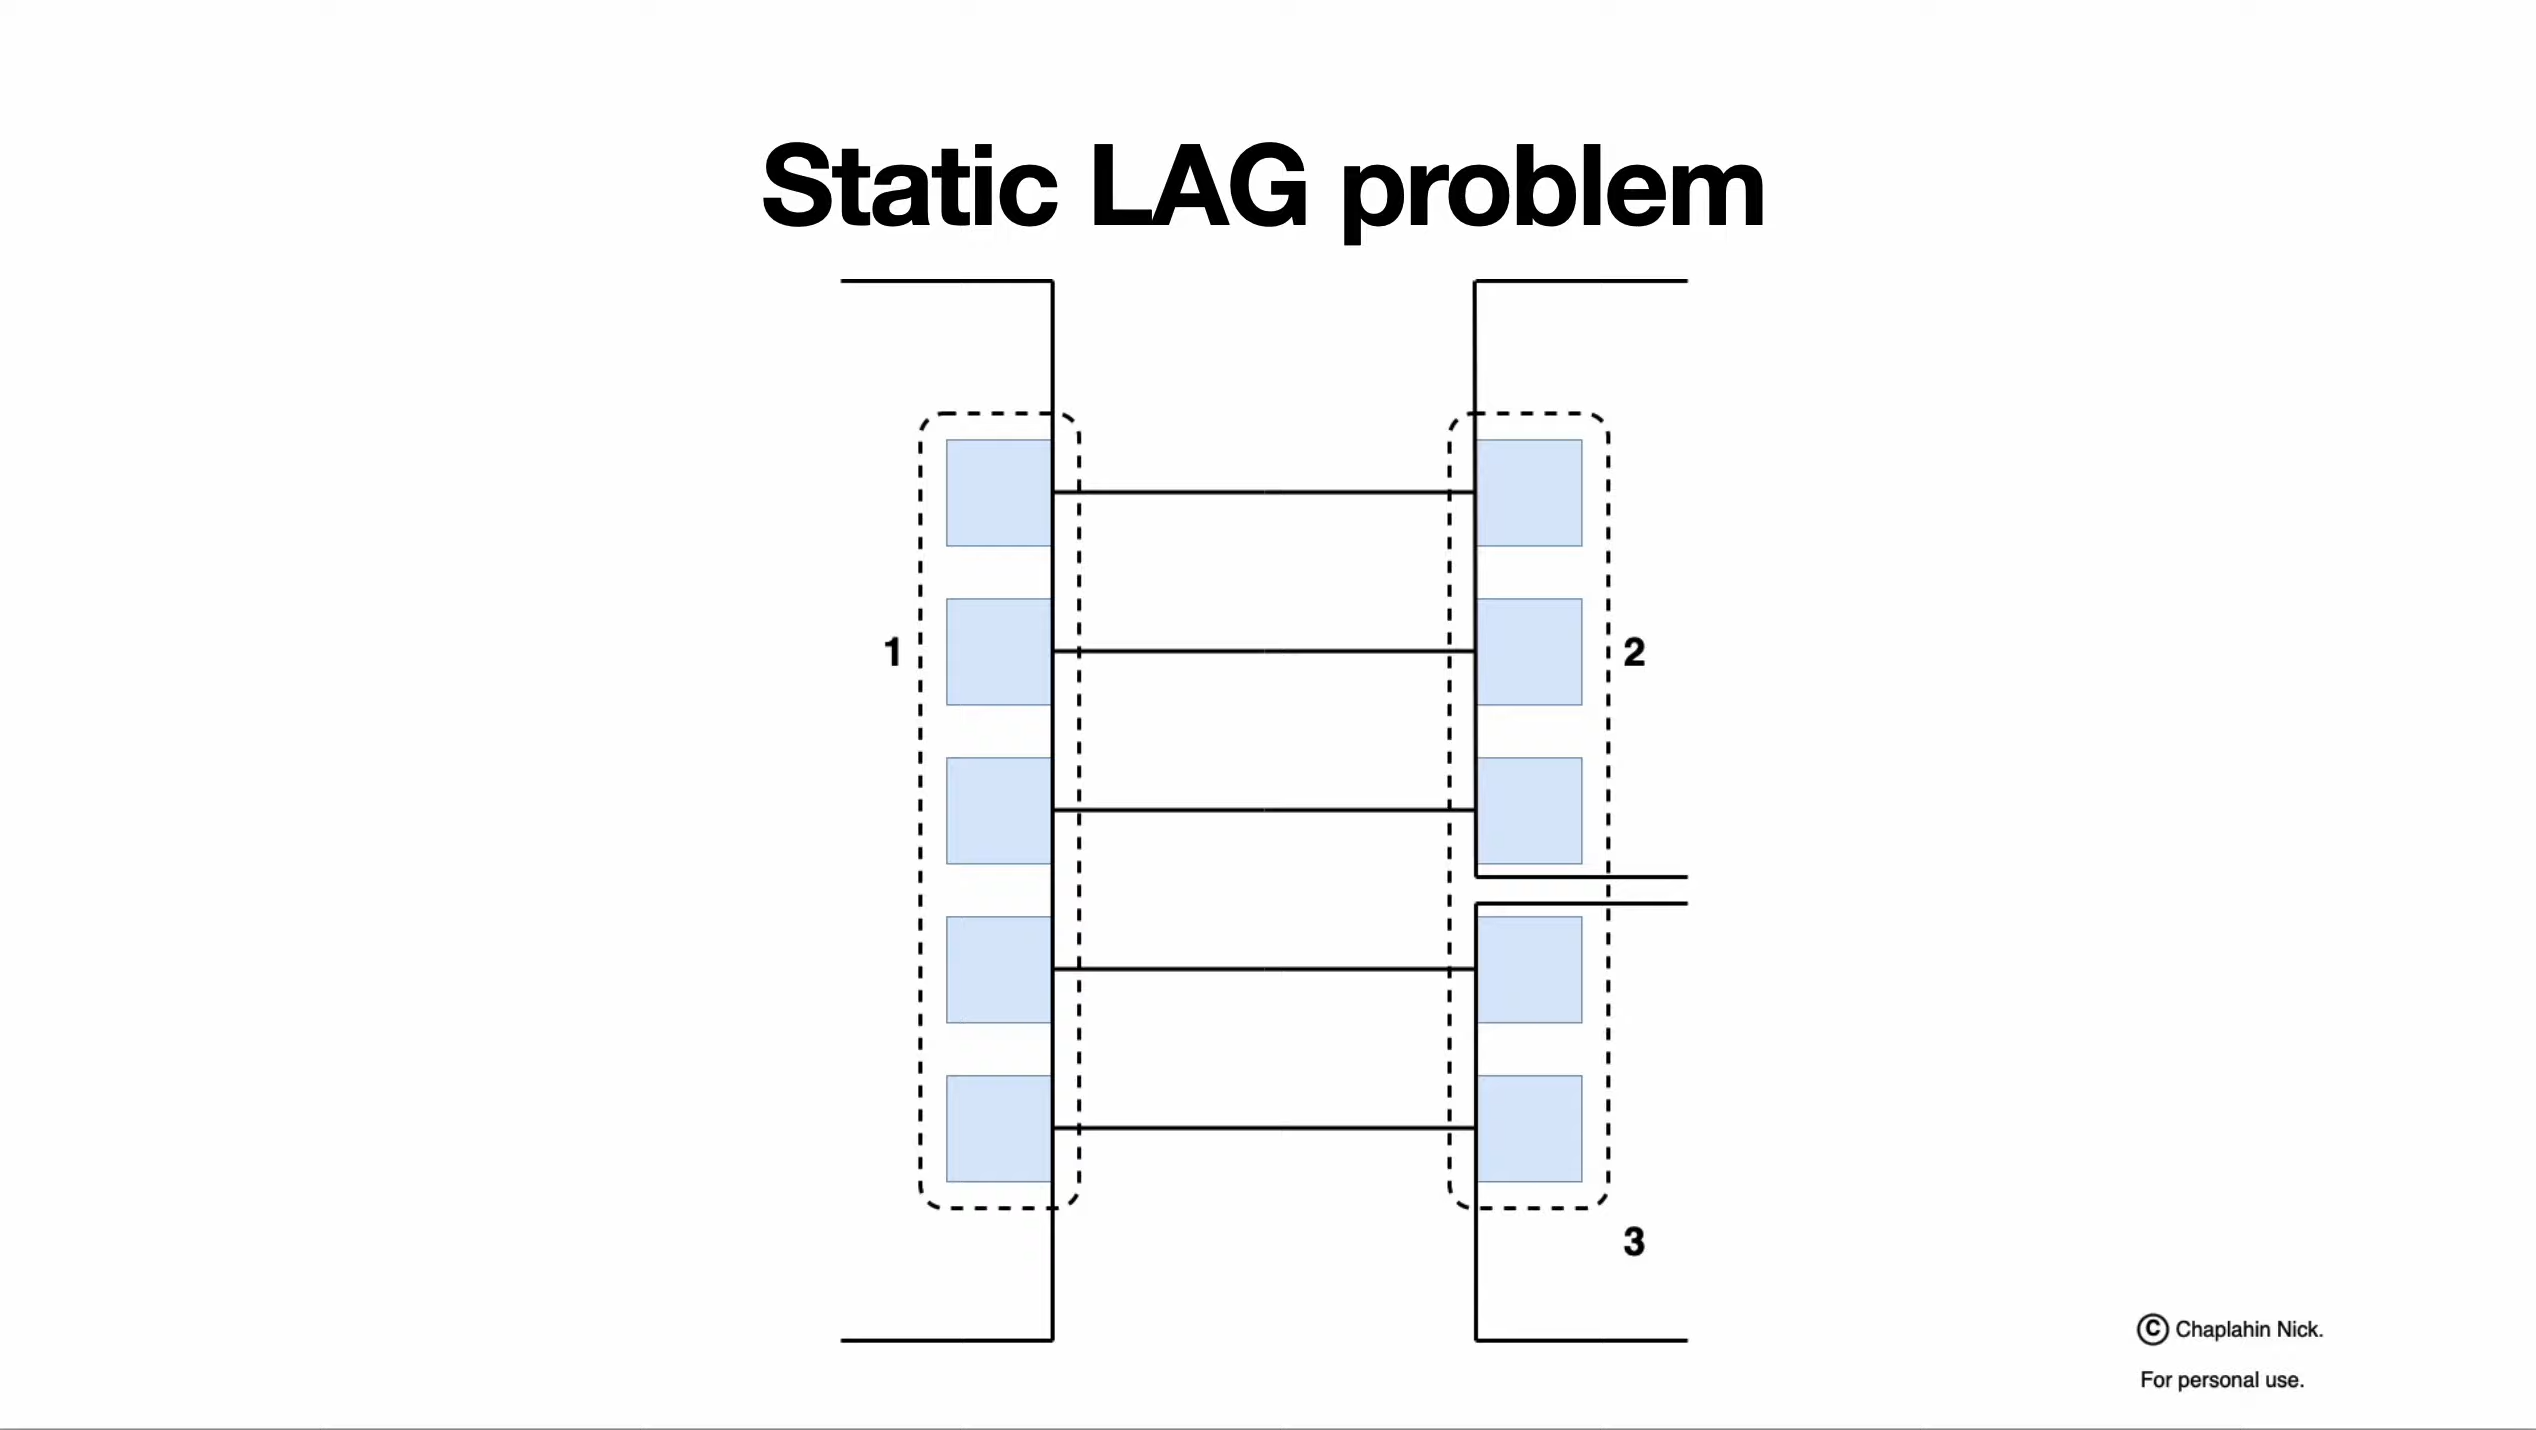 Static LAG problem
1
2
3
© Chaplahin Nick.
For personal use.